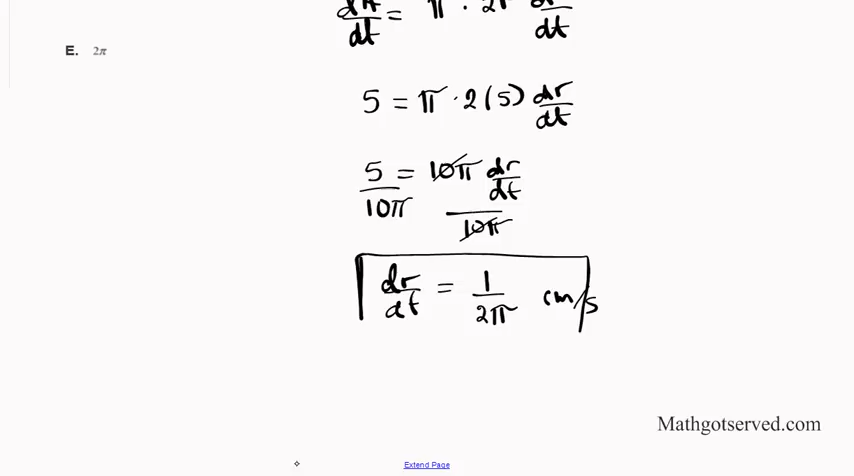 dA/dt = π · 2r dr/dt
E. 2π
5 = π · 2(5) dr/dt
5/10π = 10π/10π dr/dt
dr/dt = 1/2π cm/s
Mathgotserved.com
Extend Page